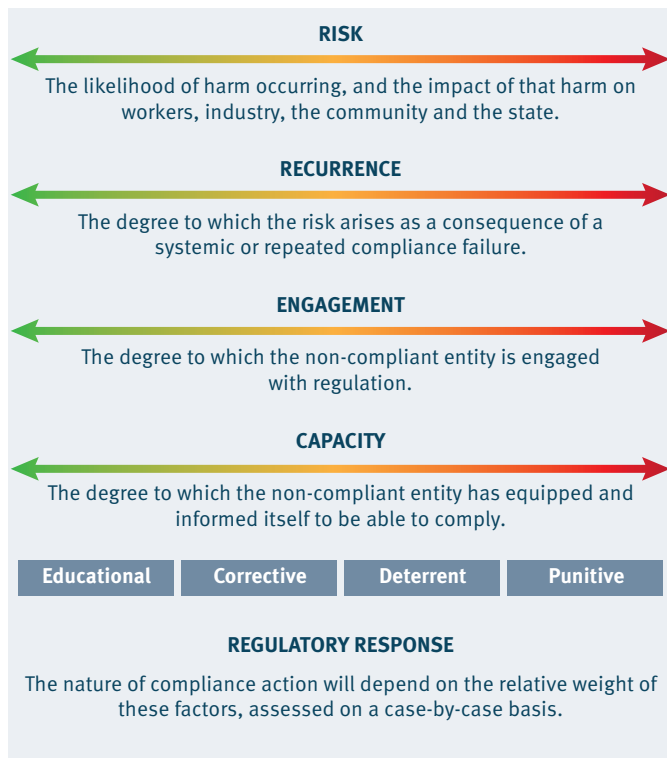 RISK
The likelihood of harm occurring, and the impact of that harm on
workers, industry, the community and the state.
RECURRENCE
The degree to which the risk arises as a consequence of a
systemic or repeated compliance failure.
ENGAGEMENT
The degree to which the non-compliant entity is engaged
with regulation.
CAPACITY
The degree to which the non-compliant entity has equipped and
informed itself to be able to comply.
Educational Corrective Deterrent Punitive
REGULATORY RESPONSE
The nature of compliance action will depend on the relative weight of
these factors, assessed on a case-by-case basis.